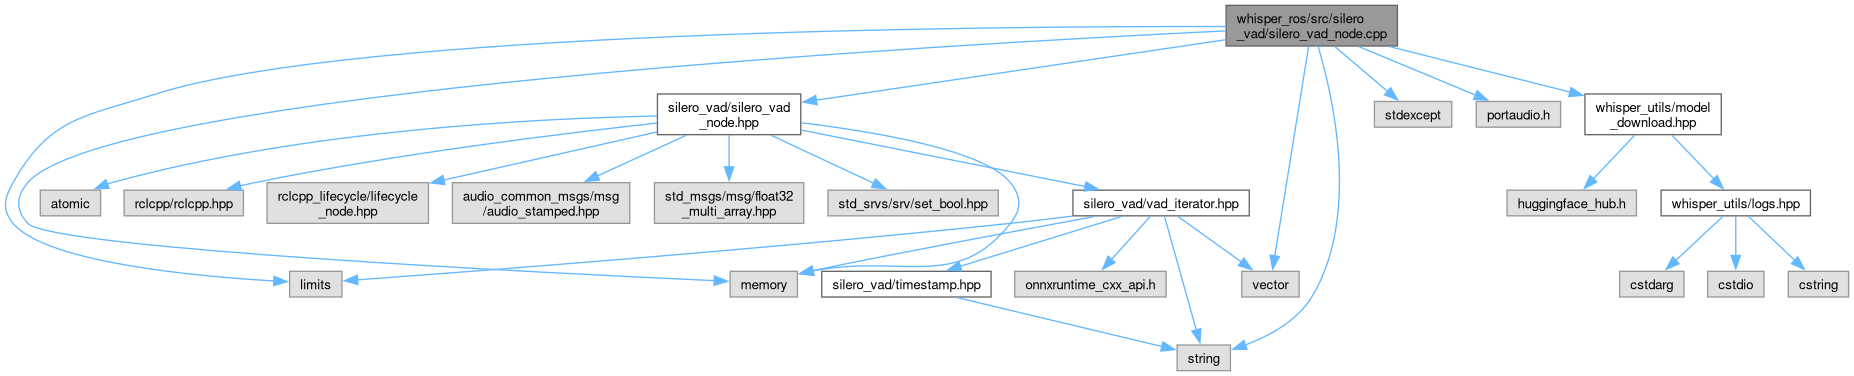 whisper_ros/src/silero
_vad/silero_vad_node.cpp
silero_vad/silero_vad
_node.hpp
stdexcept
portaudio.h
whisper_utils/model
_download.hpp
atomic
rclcpp/rclcpp.hpp
rclcpp_lifecycle/lifecycle
_node.hpp
audio_common_msgs/msg
/audio_stamped.hpp
std_msgs/msg/float32
_multi_array.hpp
std_srvs/srv/set_bool.hpp
silero_vad/vad_iterator.hpp
huggingface_hub.h
whisper_utils/logs.hpp
limits
memory
silero_vad/timestamp.hpp
onnxruntime_cxx_api.h
vector
cstdarg
cstdio
cstring
string